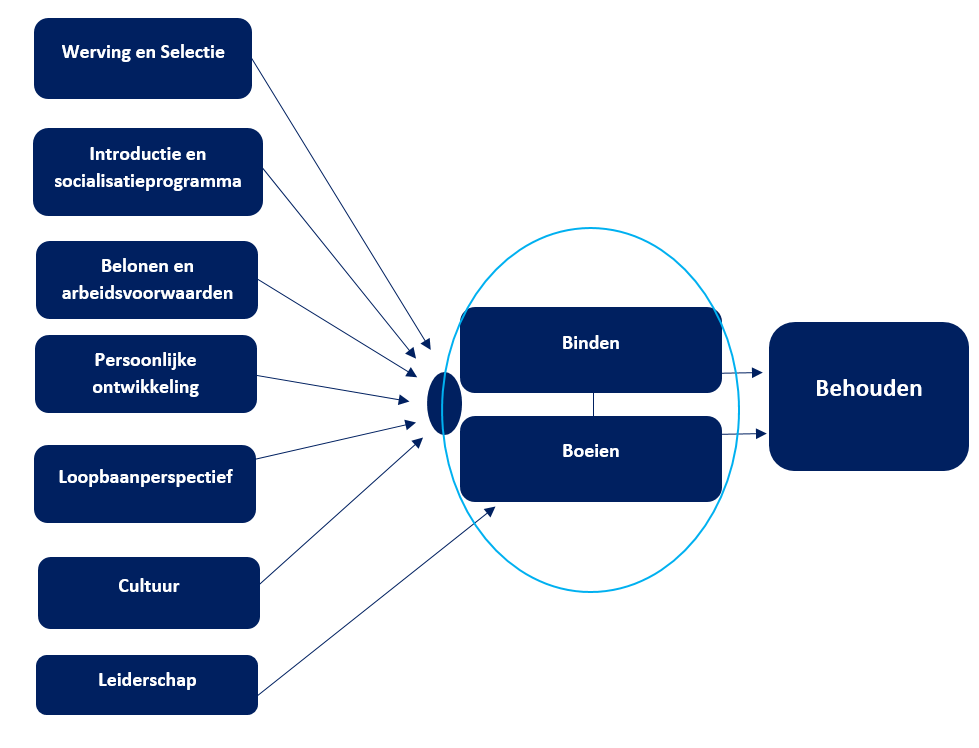 Werving en Selectie
Introductie en
socialisatieprogramma
Belonen en
arbeidsvoorwaarden
Persoonlijke
ontwikkeling
Loopbaanperspectief
Cultuur
Leiderschap
Binden
Boeien
Behouden